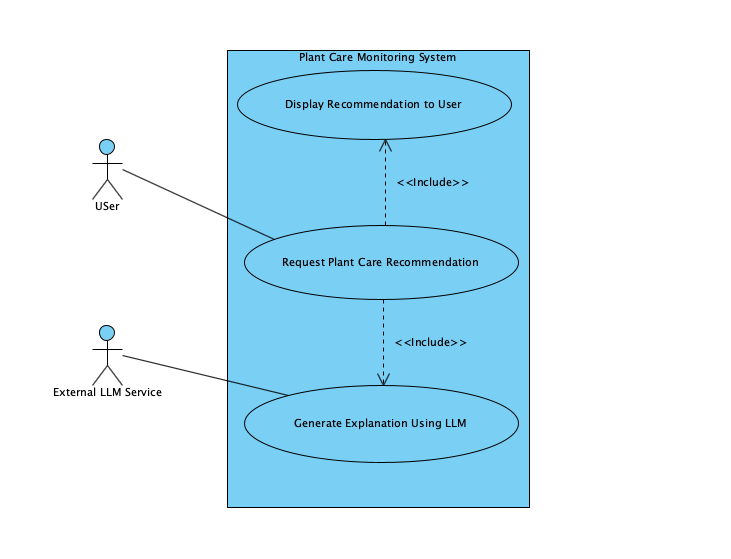 Plant Care Monitoring System
Display Recommendation to User
<<Include>>
USer
Request Plant Care Recommendation
<<Include>>
External LLM Service
Generate Explanation Using LLM